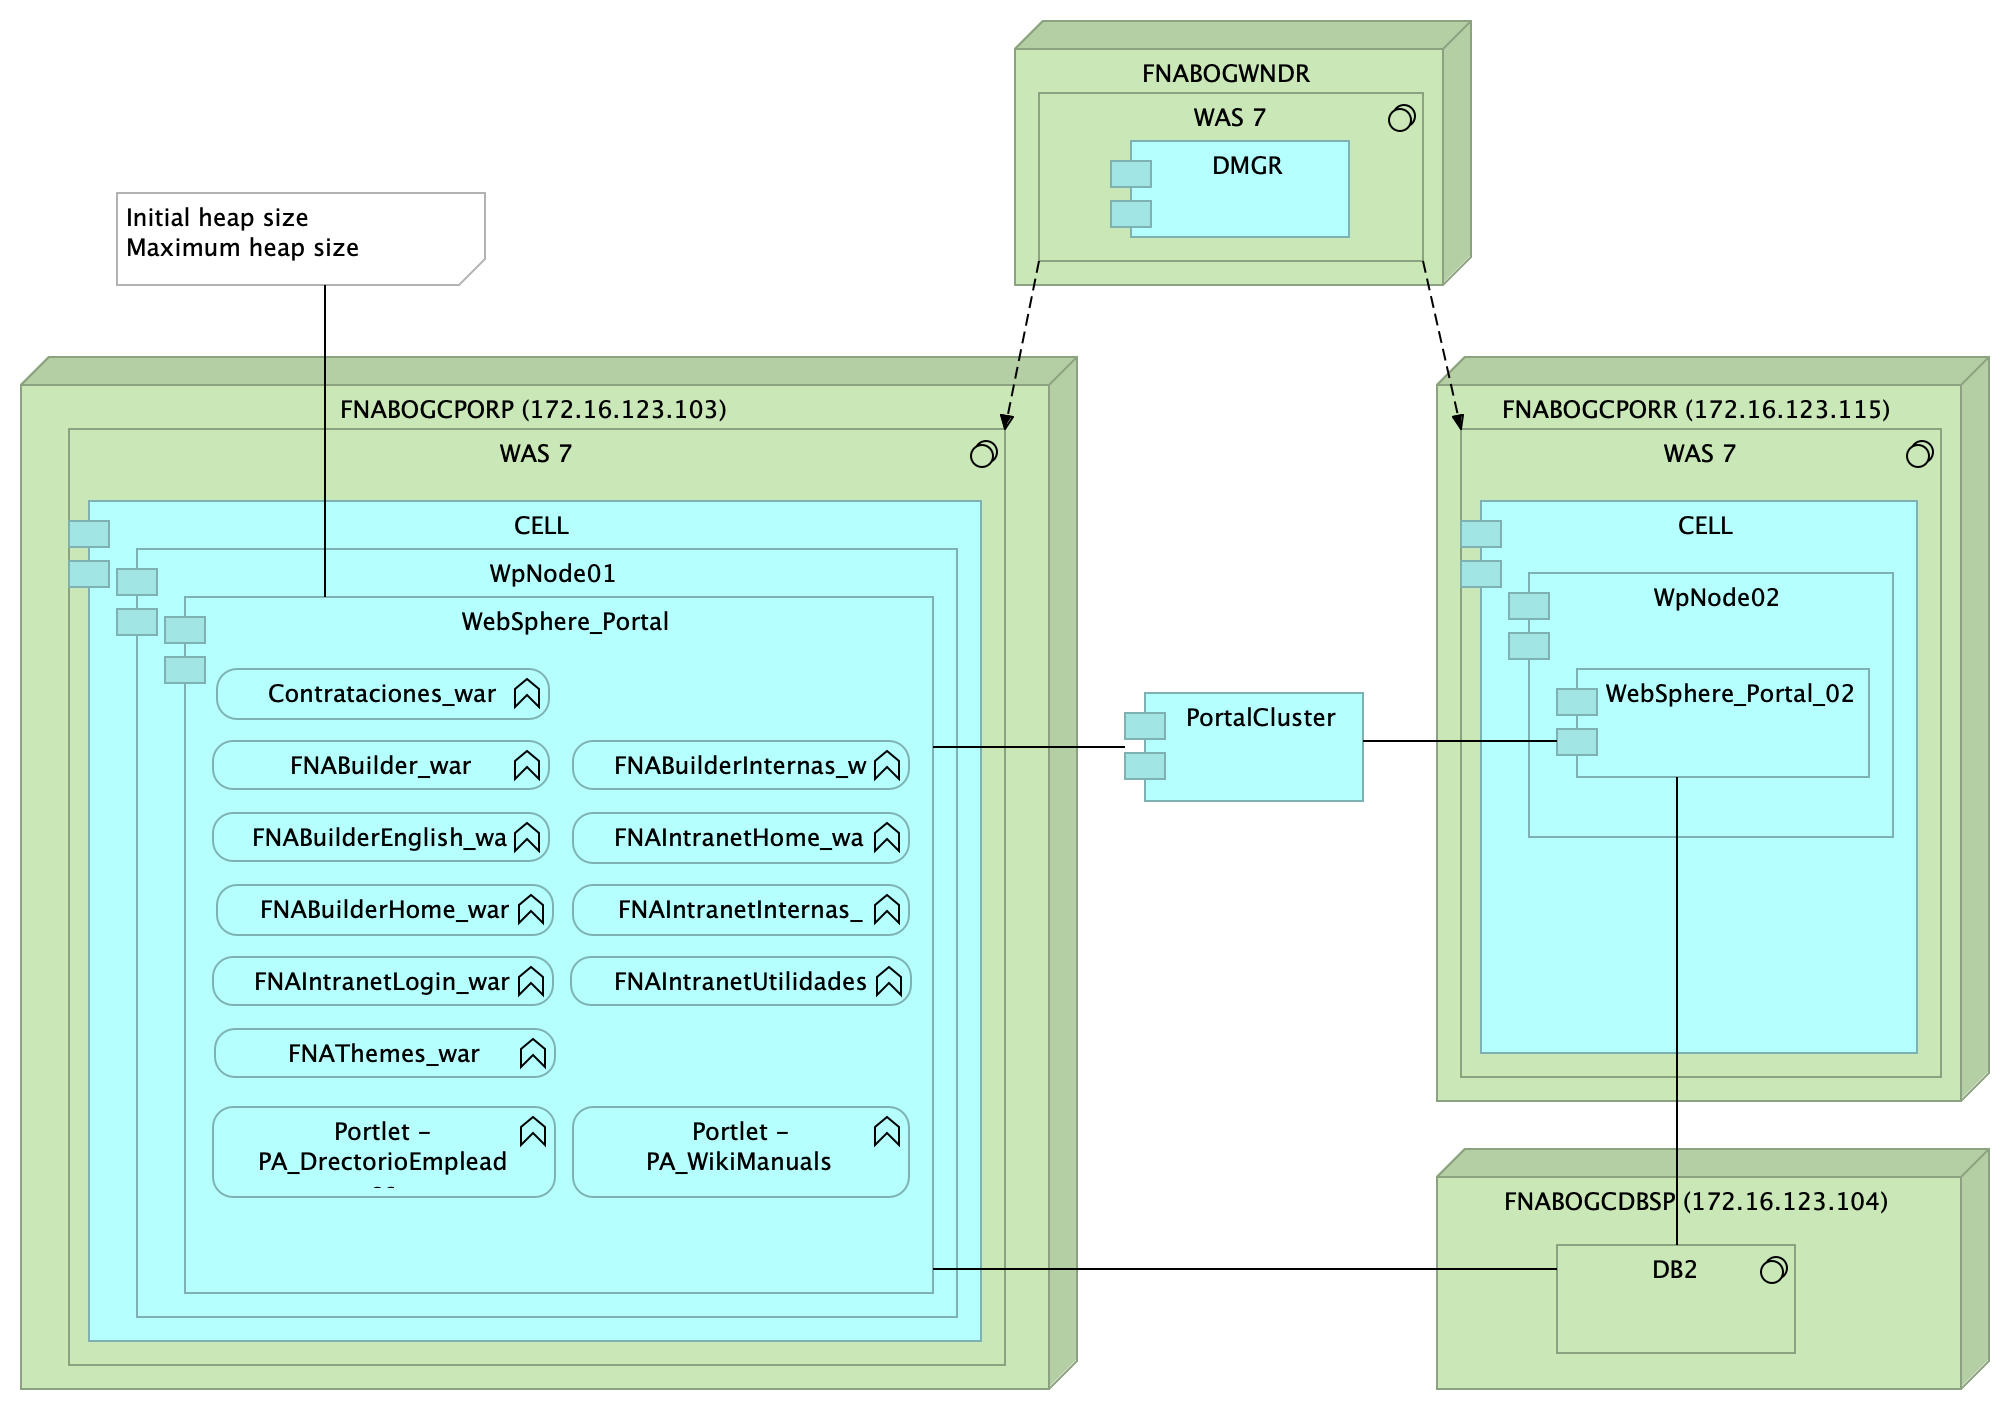 FNABOGWNDR
WAS 7
DMGR
Initial heap size
Maximum heap size
FNABOGCPORP (172.16.123.103)
WAS 7
CELL
WpNode01
WebSphere_Portal
Contrataciones_war
FNABuilder_war
FNABuilderInternas_w
FNABuilderEnglish_wa
FNAIntranetHome_wa
FNABuilderHome_war
FNAIntranetInternas_
FNAIntranetLogin_war
FNAIntranetUtilidades
FNAThemes_war
Portlet -
PA_DrectorioEmplead
Portlet -
PA_WikiManuals
PortalCluster
FNABOGCPORR (172.16.123.115)
WAS 7
CELL
WpNode02
WebSphere_Portal_02
FNABOGCDBSP (172.16.123.104)
DB2